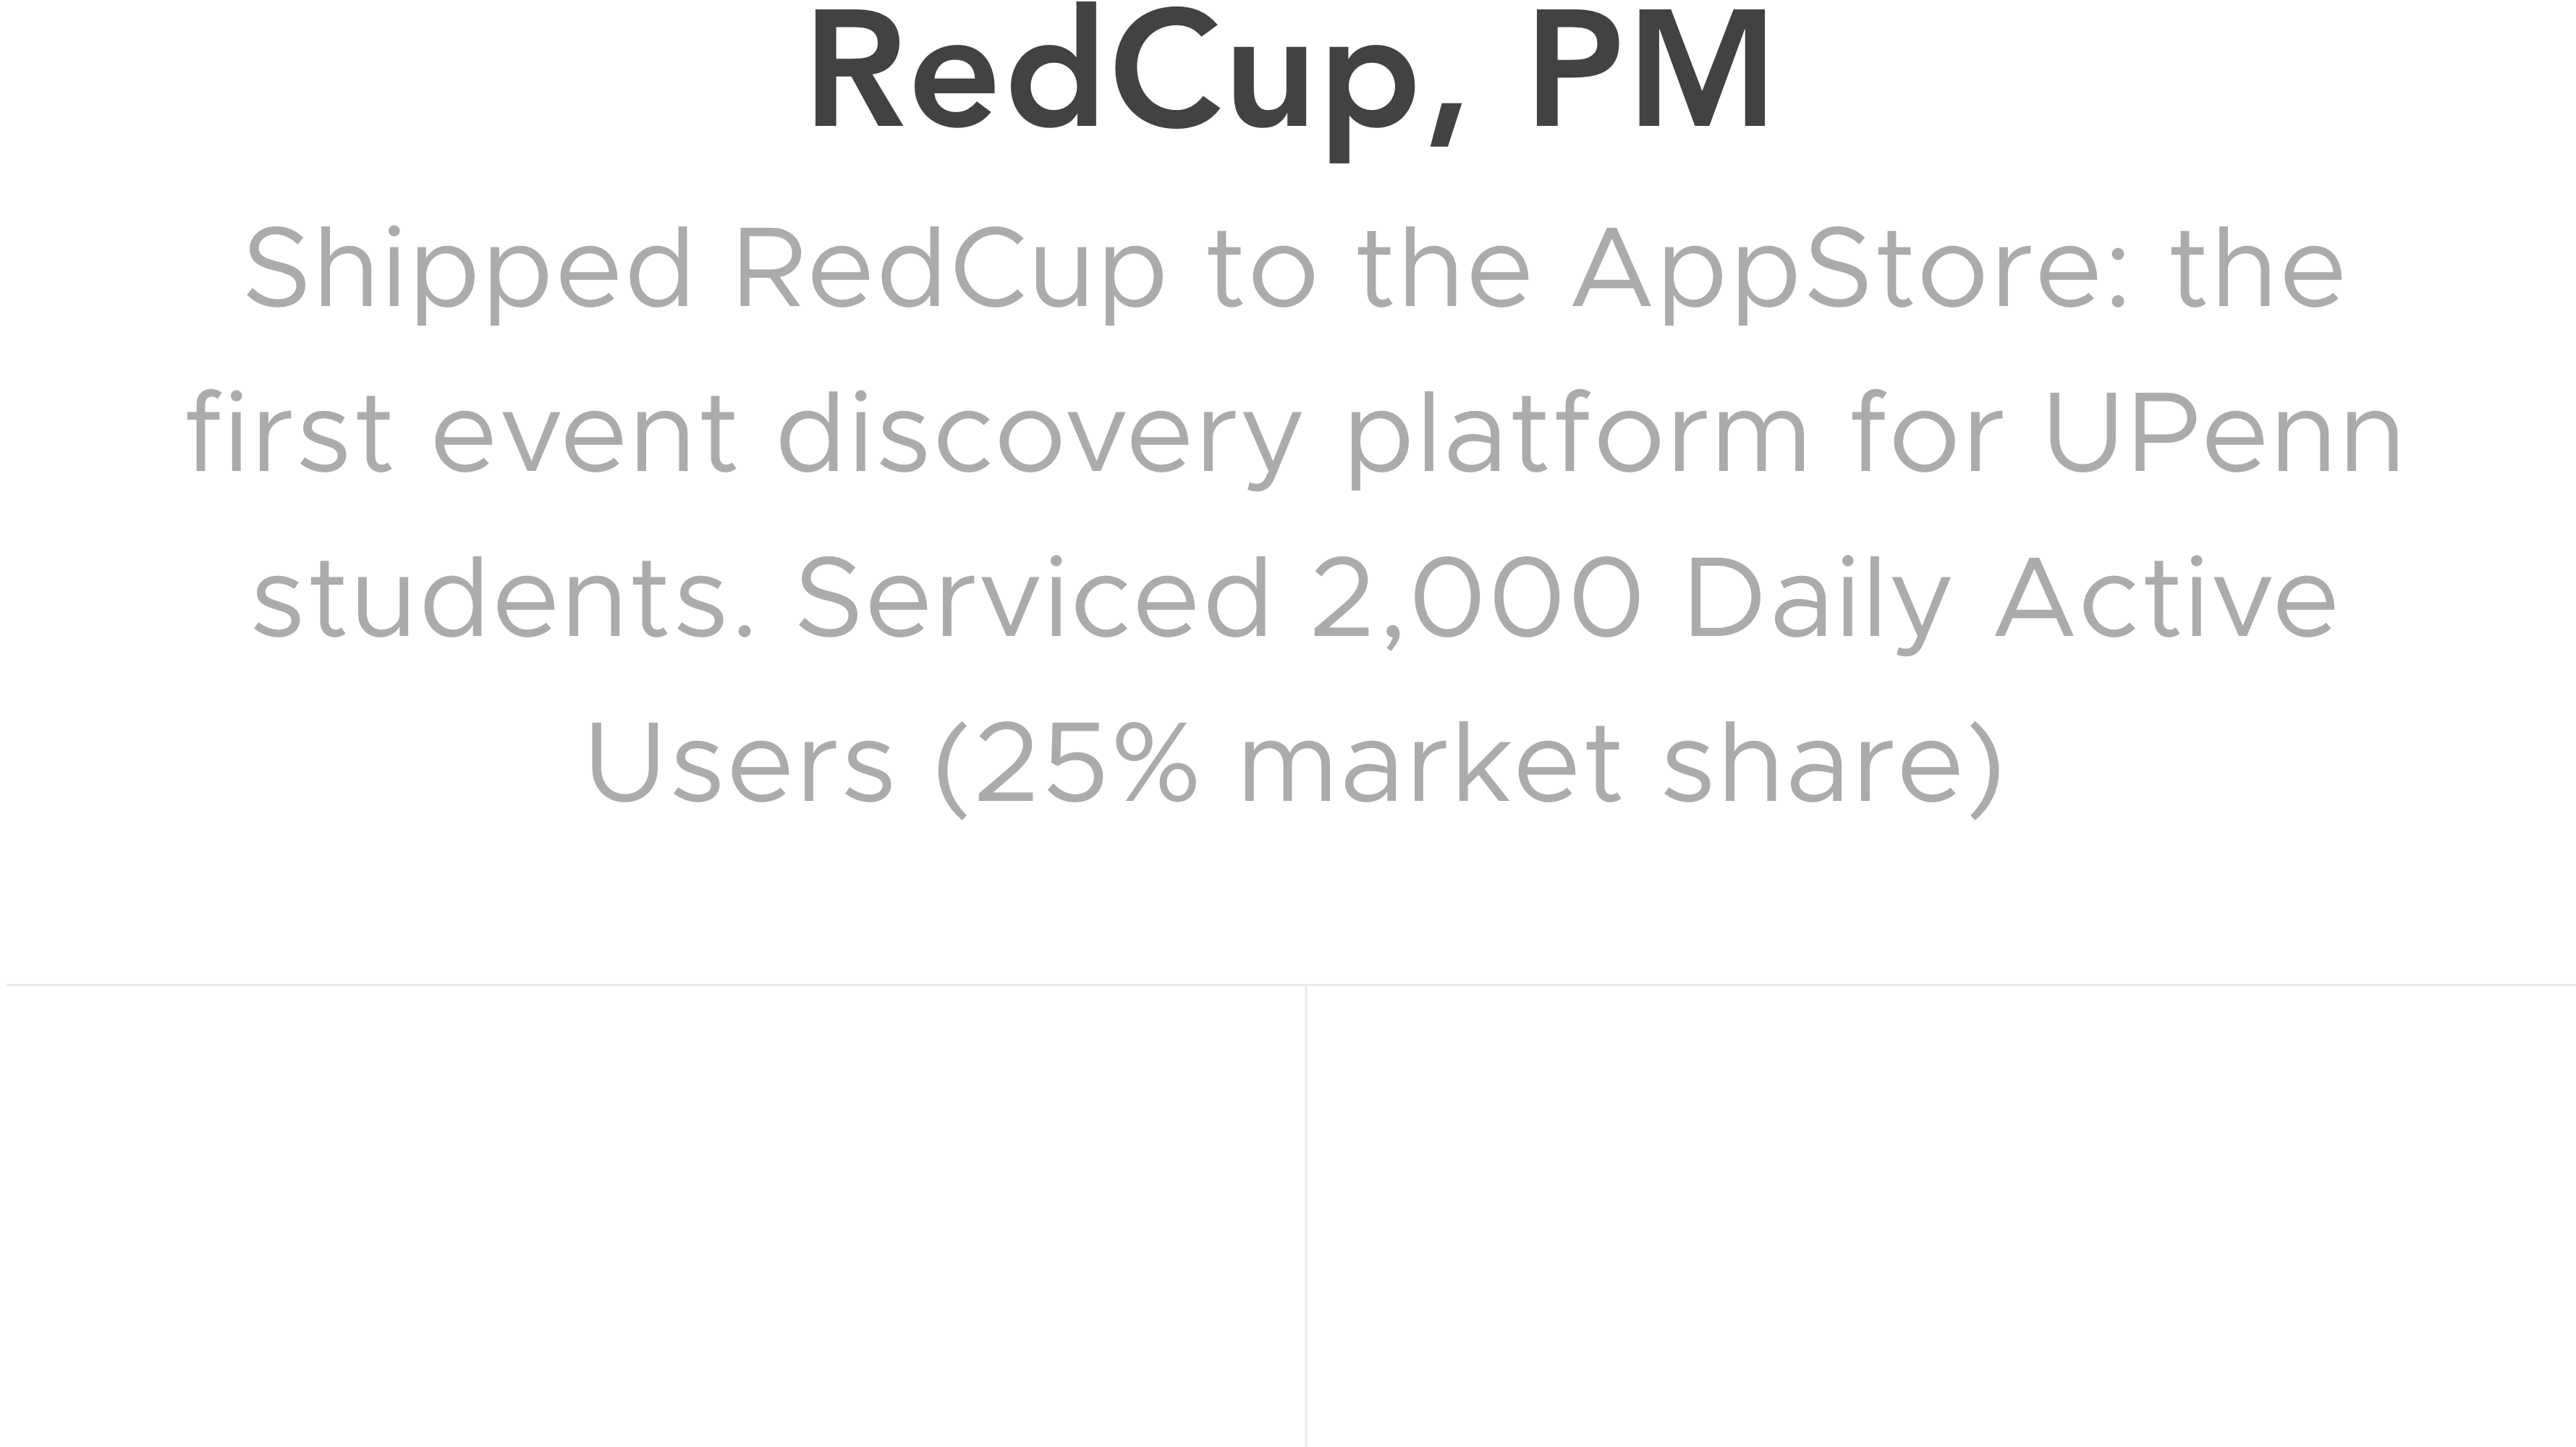 RedCup, PM
Shipped RedCup to the AppStore: the
first event discovery platform for UPenn
students. Serviced 2,000 Daily Active
Users (25% market share)